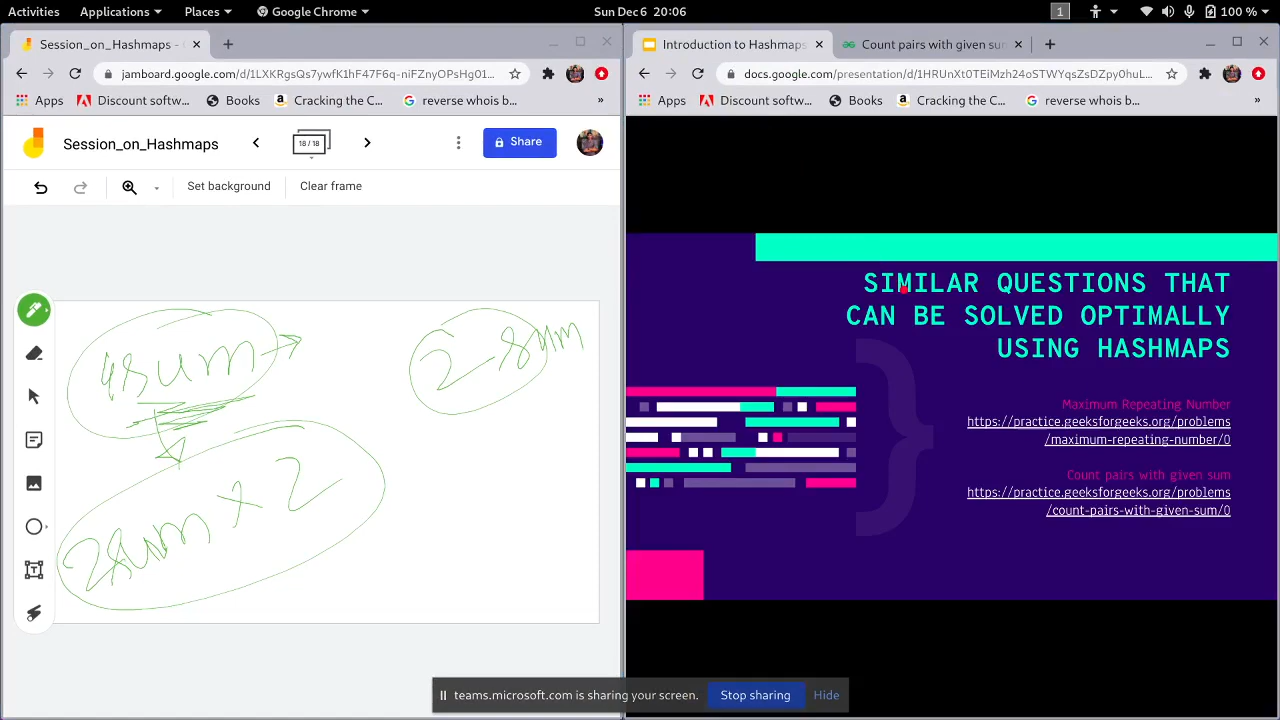 Activities Applications Places Google Chrome Sun Dec 6 20:06 1 100 %
Session_on_Hashmaps - G
jamboard.google.com/d/1LXKRgsQs7ywfK1hF47F6q-niFZnyOPsHg01...
Apps Discount softw... Books Cracking the C... reverse whois b... »
Session_on_Hashmaps 18 / 18 Share
Set background Clear frame
4sum
2-sum
2sum x 2
Introduction to Hashmaps Count pairs with given sum
docs.google.com/presentation/d/1HRUnXt0TEiMzh24oSTWYqsZsDZpy0huL...
Apps Discount softw... Books Cracking the C... reverse whois b... »
SIMILAR QUESTIONS THAT
CAN BE SOLVED OPTIMALLY
USING HASHMAPS
Maximum Repeating Number
https://practice.geeksforgeeks.org/problems
/maximum-repeating-number/0
Count pairs with given sum
https://practice.geeksforgeeks.org/problems
/count-pairs-with-given-sum/0
teams.microsoft.com is sharing your screen. Stop sharing Hide